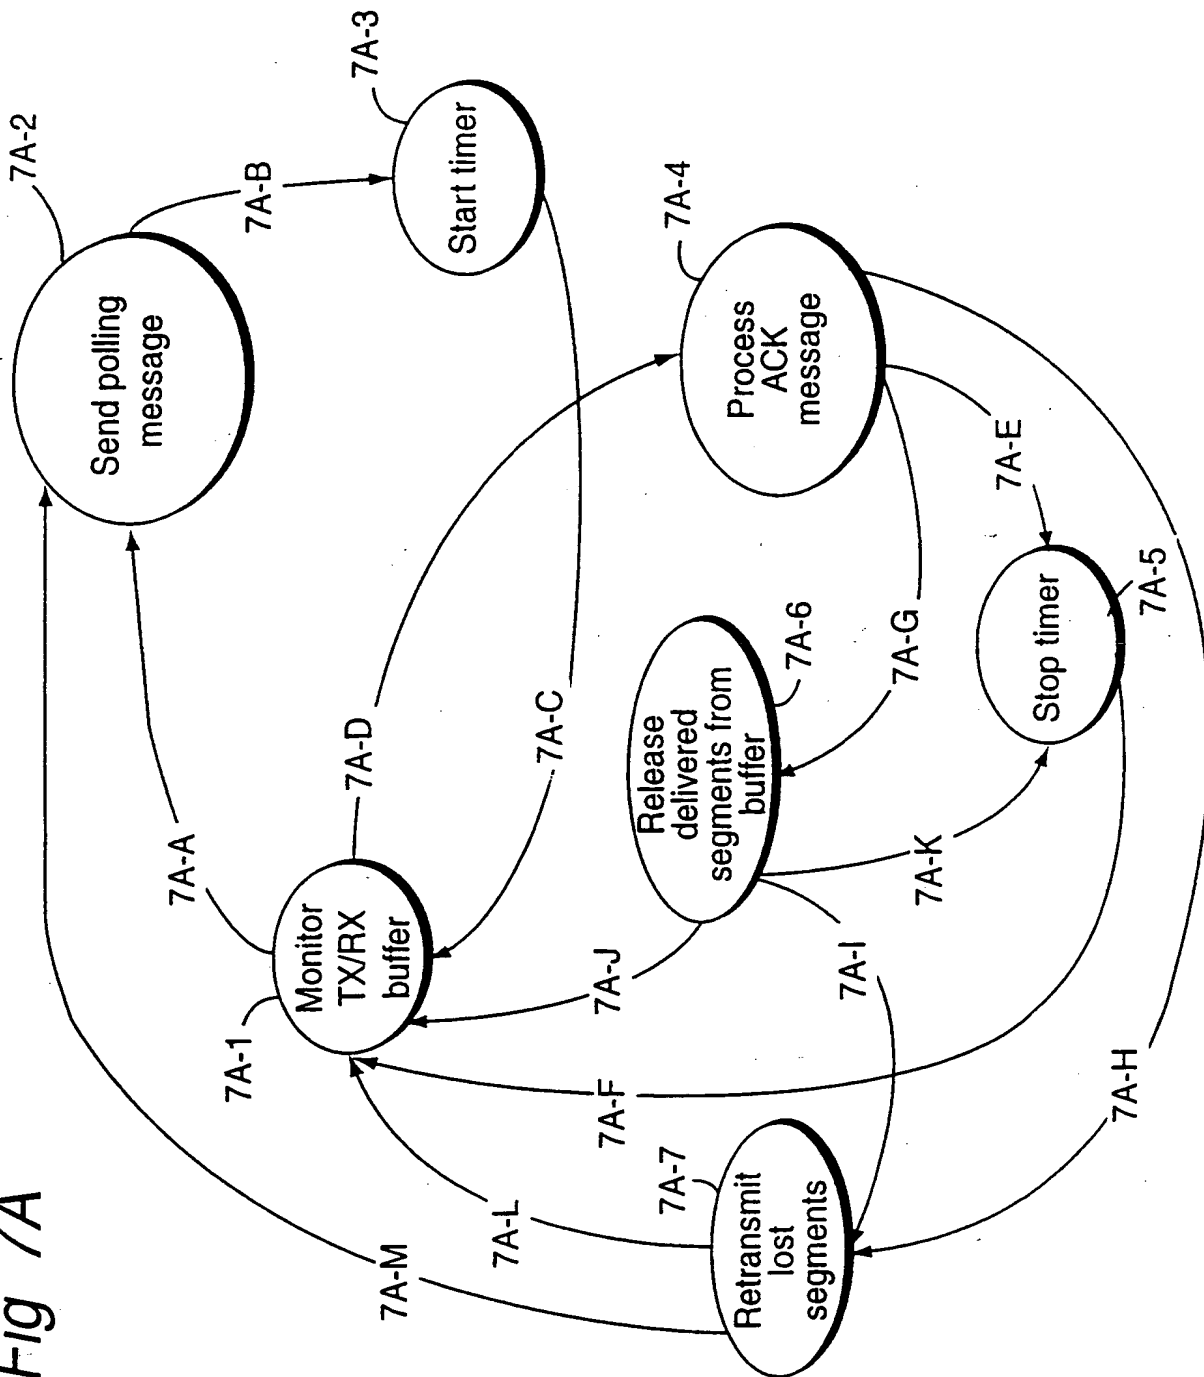 Fig 7A
7A-M
7A-L
7A-7
Retransmit
lost
segments
7A-H
7A-1
Monitor
TX/RX
buffer
7A-F
7A-J
7A-I
7A-A
7A-D
7A-C
Release
delivered
segments from
buffer
7A-6
7A-K
7A-G
Stop timer
7A-5
7A-E
Send polling
message
7A-2
7A-B
Start timer
7A-3
Process
ACK
message
7A-4